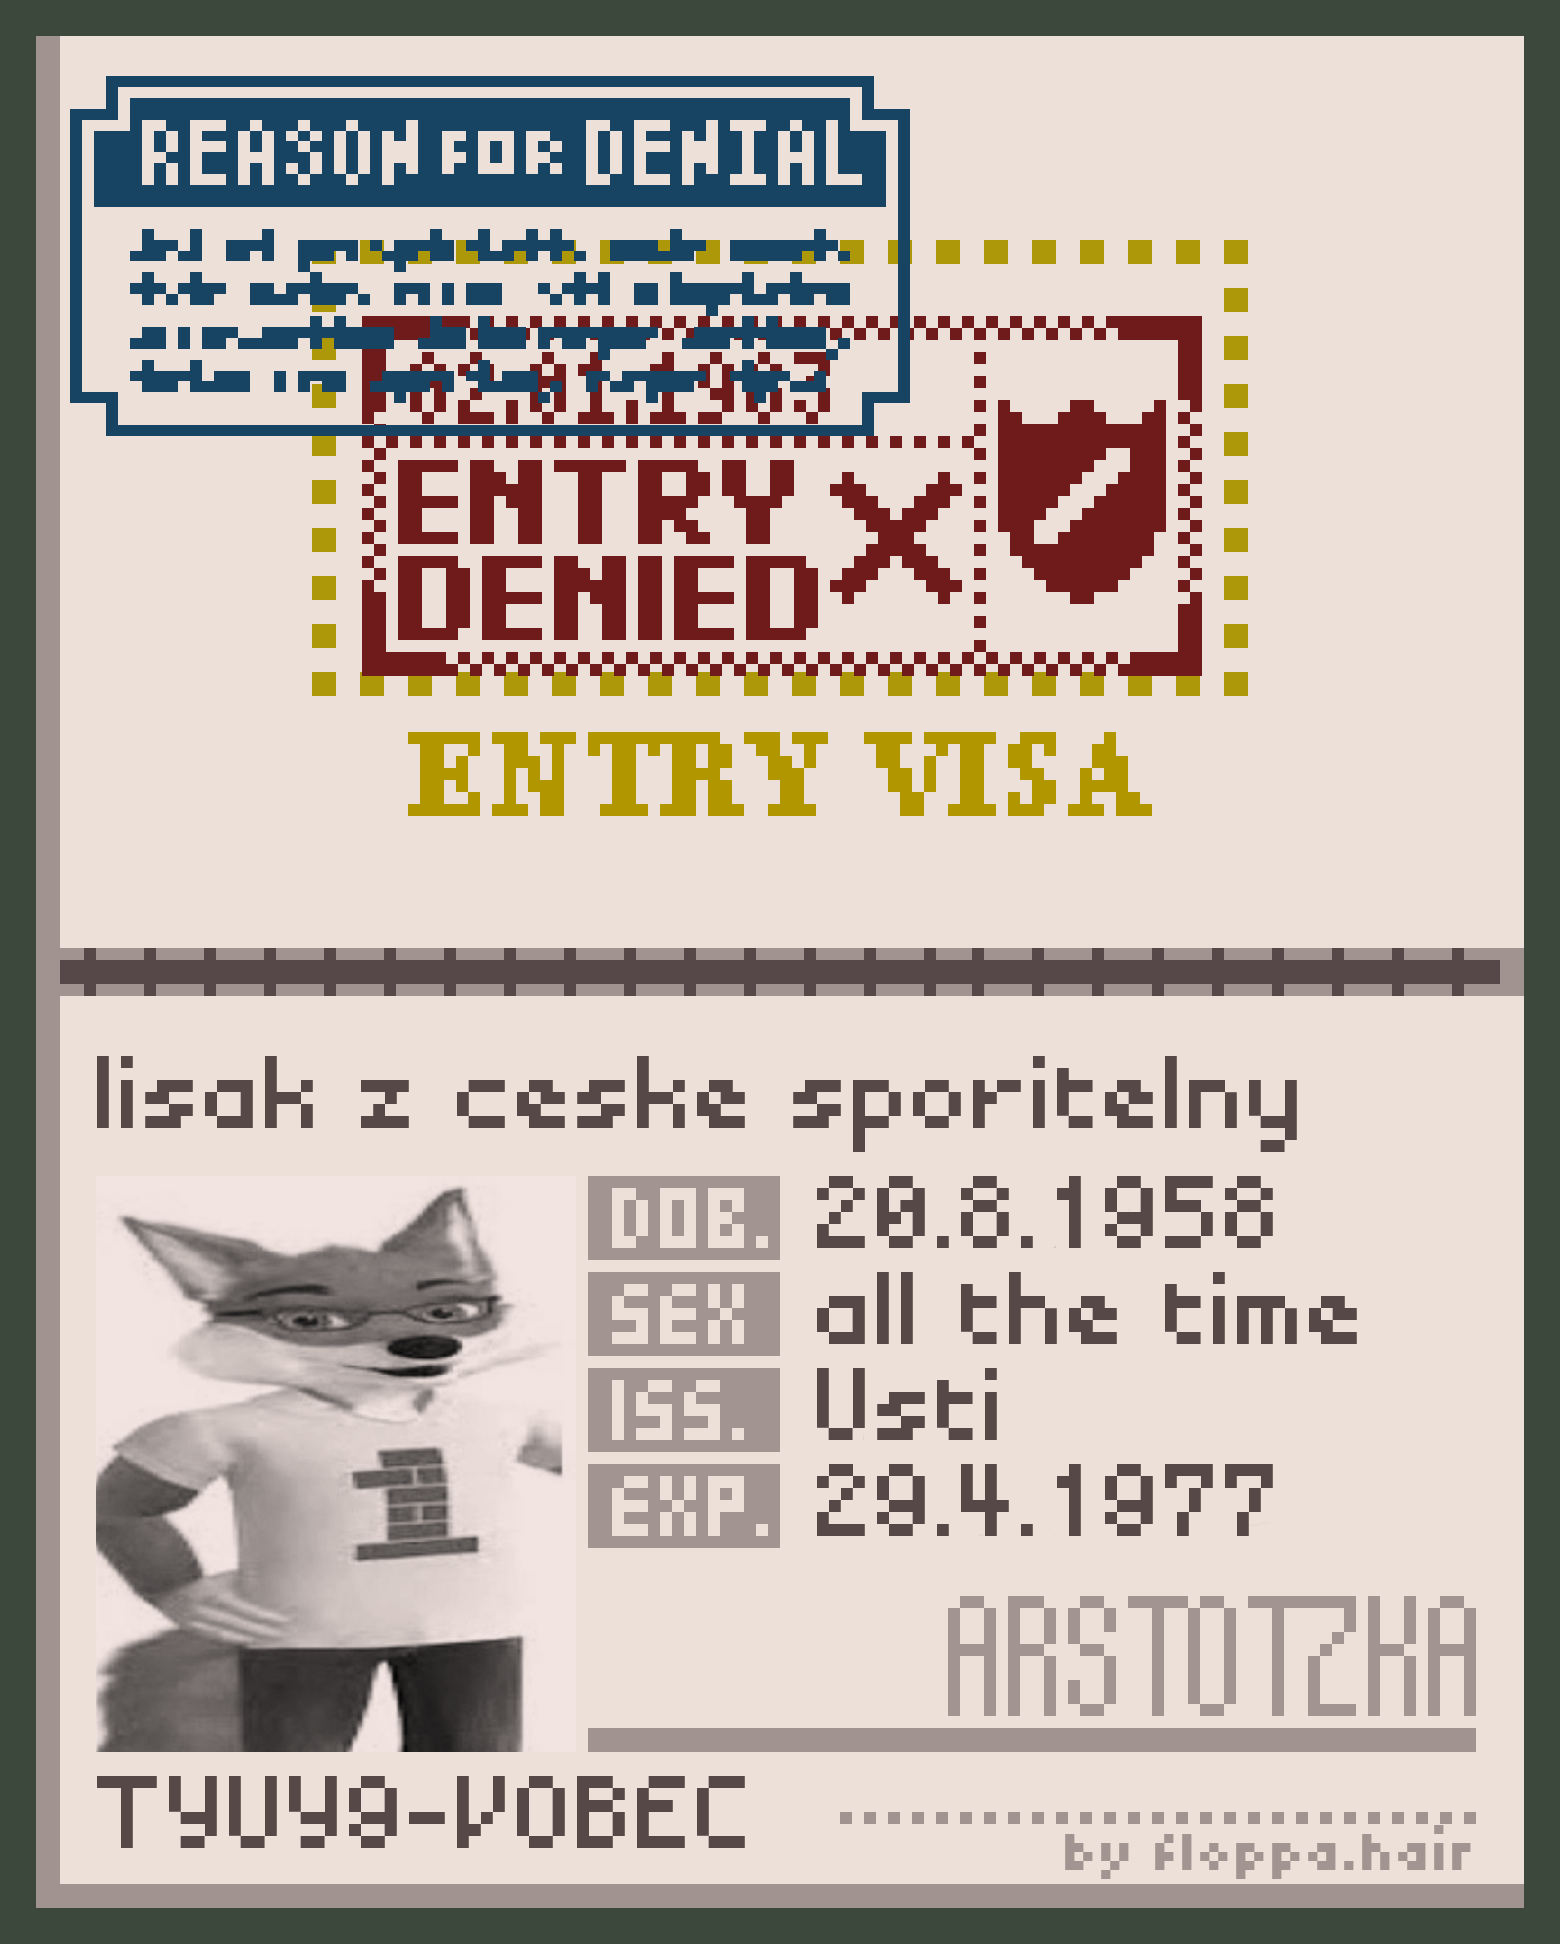 REASON FOR DENIAL
ENTRY
DENIED
ENTRY VISA
lisak z ceske sporitelny
DOB. 20.8.1958
SEX all the time
ISS. Usti
EXP. 29.4.1977
ARSTOTZKA
TYUY9-VOBEC
by floppa.hair